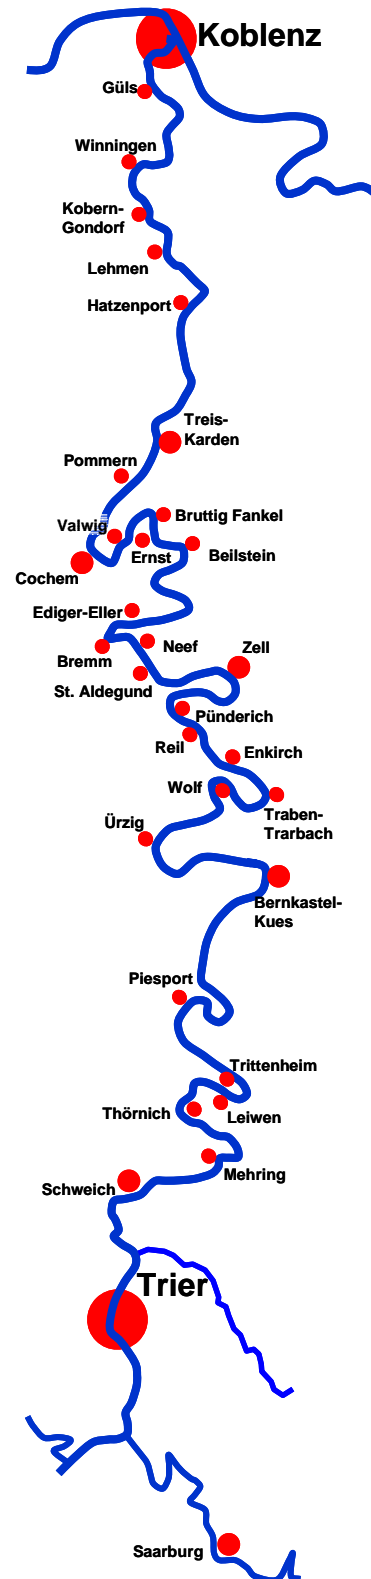 Koblenz
Güls
Winningen
Kobern-
Gondorf
Lehmen
Hatzenport
Treis-
Karden
Pommern
Bruttig Fankel
Valwig
Ernst
Beilstein
Cochem
Ediger-Eller
Neef
Zell
Bremm
St. Aldegund
Pünderich
Reil
Enkirch
Wolf
Traben-
Trarbach
Ürzig
Bernkastel-
Kues
Piesport
Trittenheim
Thörnich
Leiwen
Mehring
Schweich
Trier
Saarburg